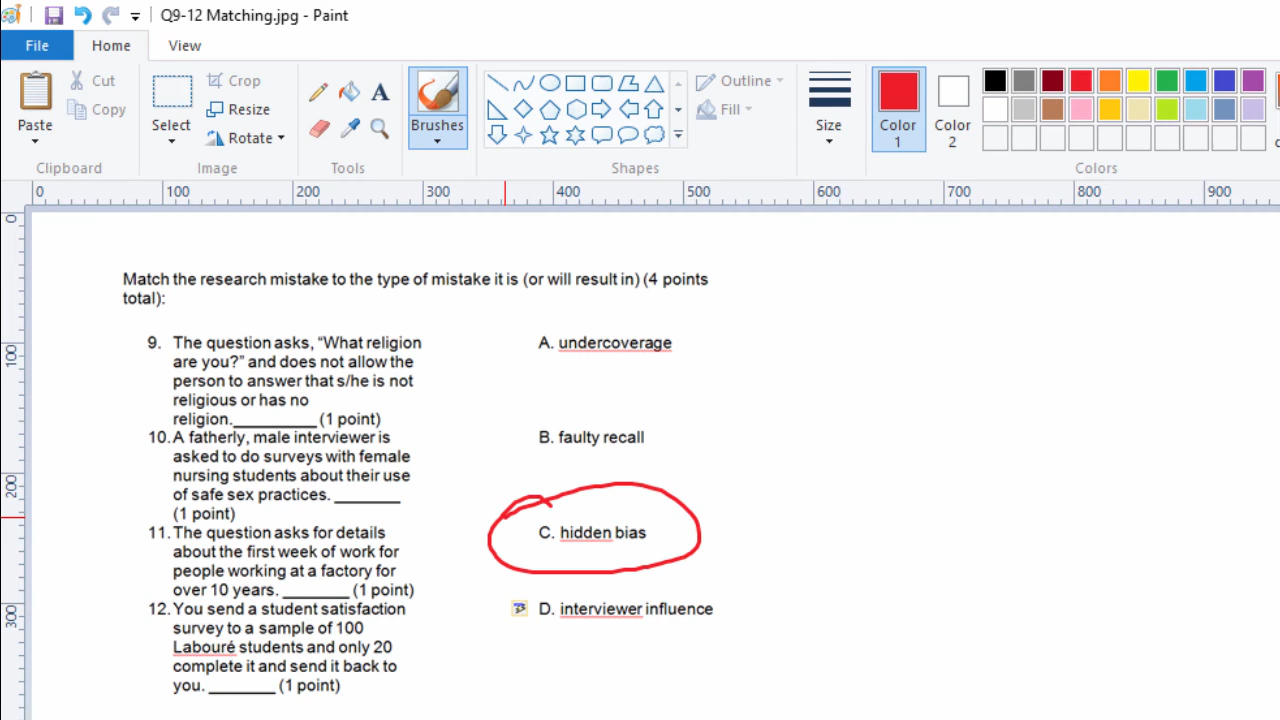 Q9-12 Matching.jpg - Paint
File Home View
Paste
Cut
Copy
Clipboard
Select
Crop
Resize
Rotate
Image
A
Tools
Brushes
Outline
Fill
Shapes
Size
Color 1
Color 2
Colors
0 100 200 300 400 500 600 700 800 900
0
100
200
300
Match the research mistake to the type of mistake it is (or will result in) (4 points
total):
9. The question asks, “What religion
are you?” and does not allow the
person to answer that s/he is not
religious or has no
religion.__________ (1 point)
A. undercoverage
10. A fatherly, male interviewer is
asked to do surveys with female
nursing students about their use
of safe sex practices. ________
(1 point)
B. faulty recall
11. The question asks for details
about the first week of work for
people working at a factory for
over 10 years. ________ (1 point)
C. hidden bias
12. You send a student satisfaction
survey to a sample of 100
Labouré students and only 20
complete it and send it back to
you. ________ (1 point)
D. interviewer influence